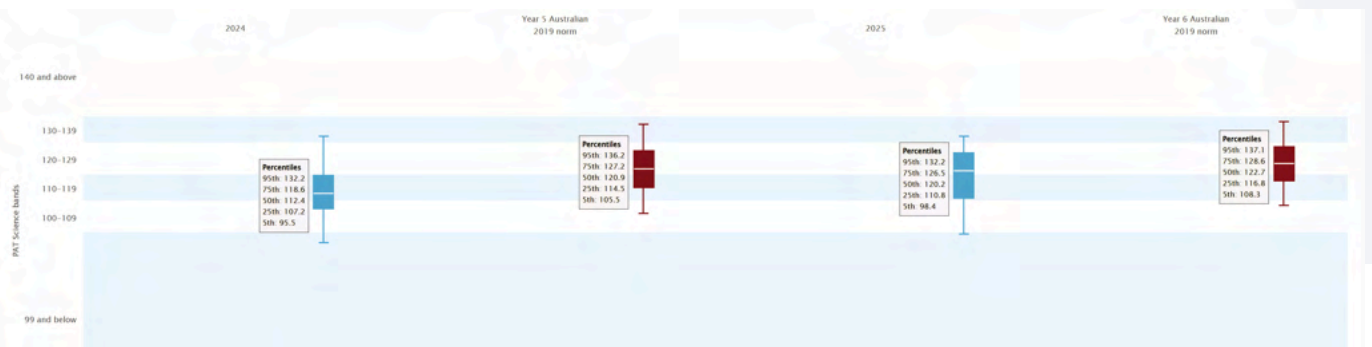 2024
Year 5 Australian
2019 norm
2025
Year 6 Australian
2019 norm
PAT Science bands
140 and above
130–139
120–129
110–119
100–109
99 and below
Percentiles
95th: 132.2
75th: 118.6
50th: 112.4
25th: 107.2
5th: 95.5
Percentiles
95th: 136.2
75th: 127.2
50th: 120.9
25th: 114.5
5th: 105.5
Percentiles
95th: 132.2
75th: 126.5
50th: 120.2
25th: 110.8
5th: 98.4
Percentiles
95th: 137.1
75th: 128.6
50th: 122.7
25th: 116.8
5th: 108.3